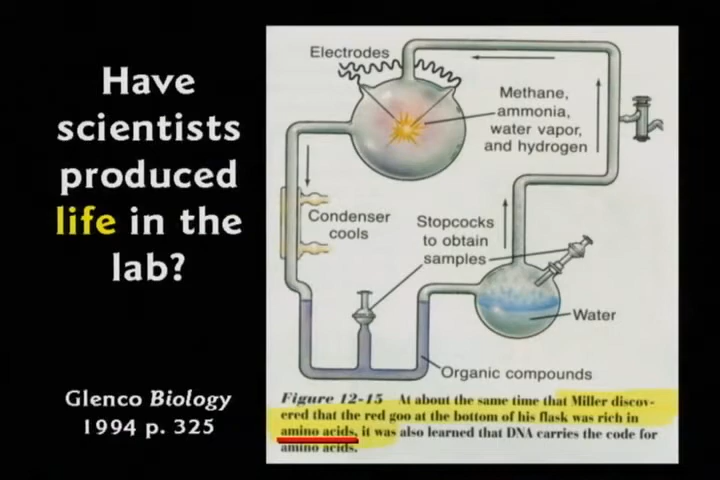 Have
scientists
produced
life in the
lab?
Glenco Biology
1994 p. 325
Electrodes
Methane,
ammonia,
water vapor,
and hydrogen
Condenser
cools
Stopcocks
to obtain
samples
Water
Organic compounds
Figure 12-15 At about the same time that Miller discov-
ered that the red goo at the bottom of his flask was rich in
amino acids, it was also learned that DNA carries the code for
amino acids.